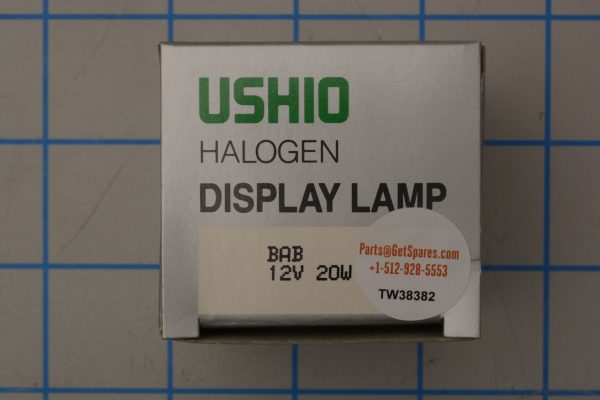 USHIO
HALOGEN
DISPLAY LAMP
BAB
12V 20W
Parts@GetSpares.com
+1-512-928-5553
TW38382